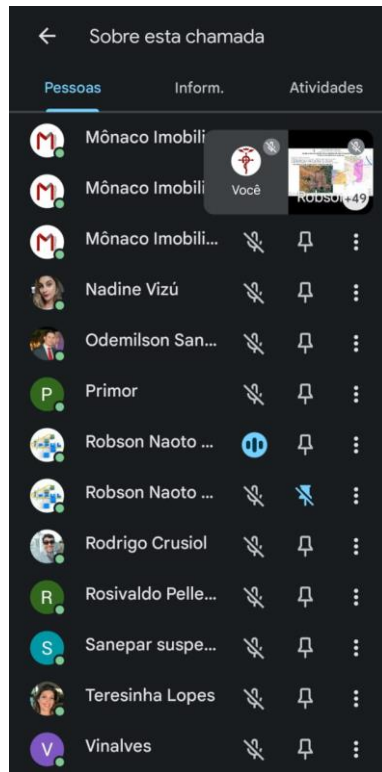 Sobre esta chamada
Pessoas Inform. Atividades
Mônaco Imobili
Mônaco Imobili
Você
Robson
+49
Mônaco Imobili...
Nadine Vizú
Odemilson San...
P Primor
Robson Naoto ...
Robson Naoto ...
Rodrigo Crusiol
R Rosivaldo Pelle...
S Sanepar suspe...
Teresinha Lopes
V Vinalves